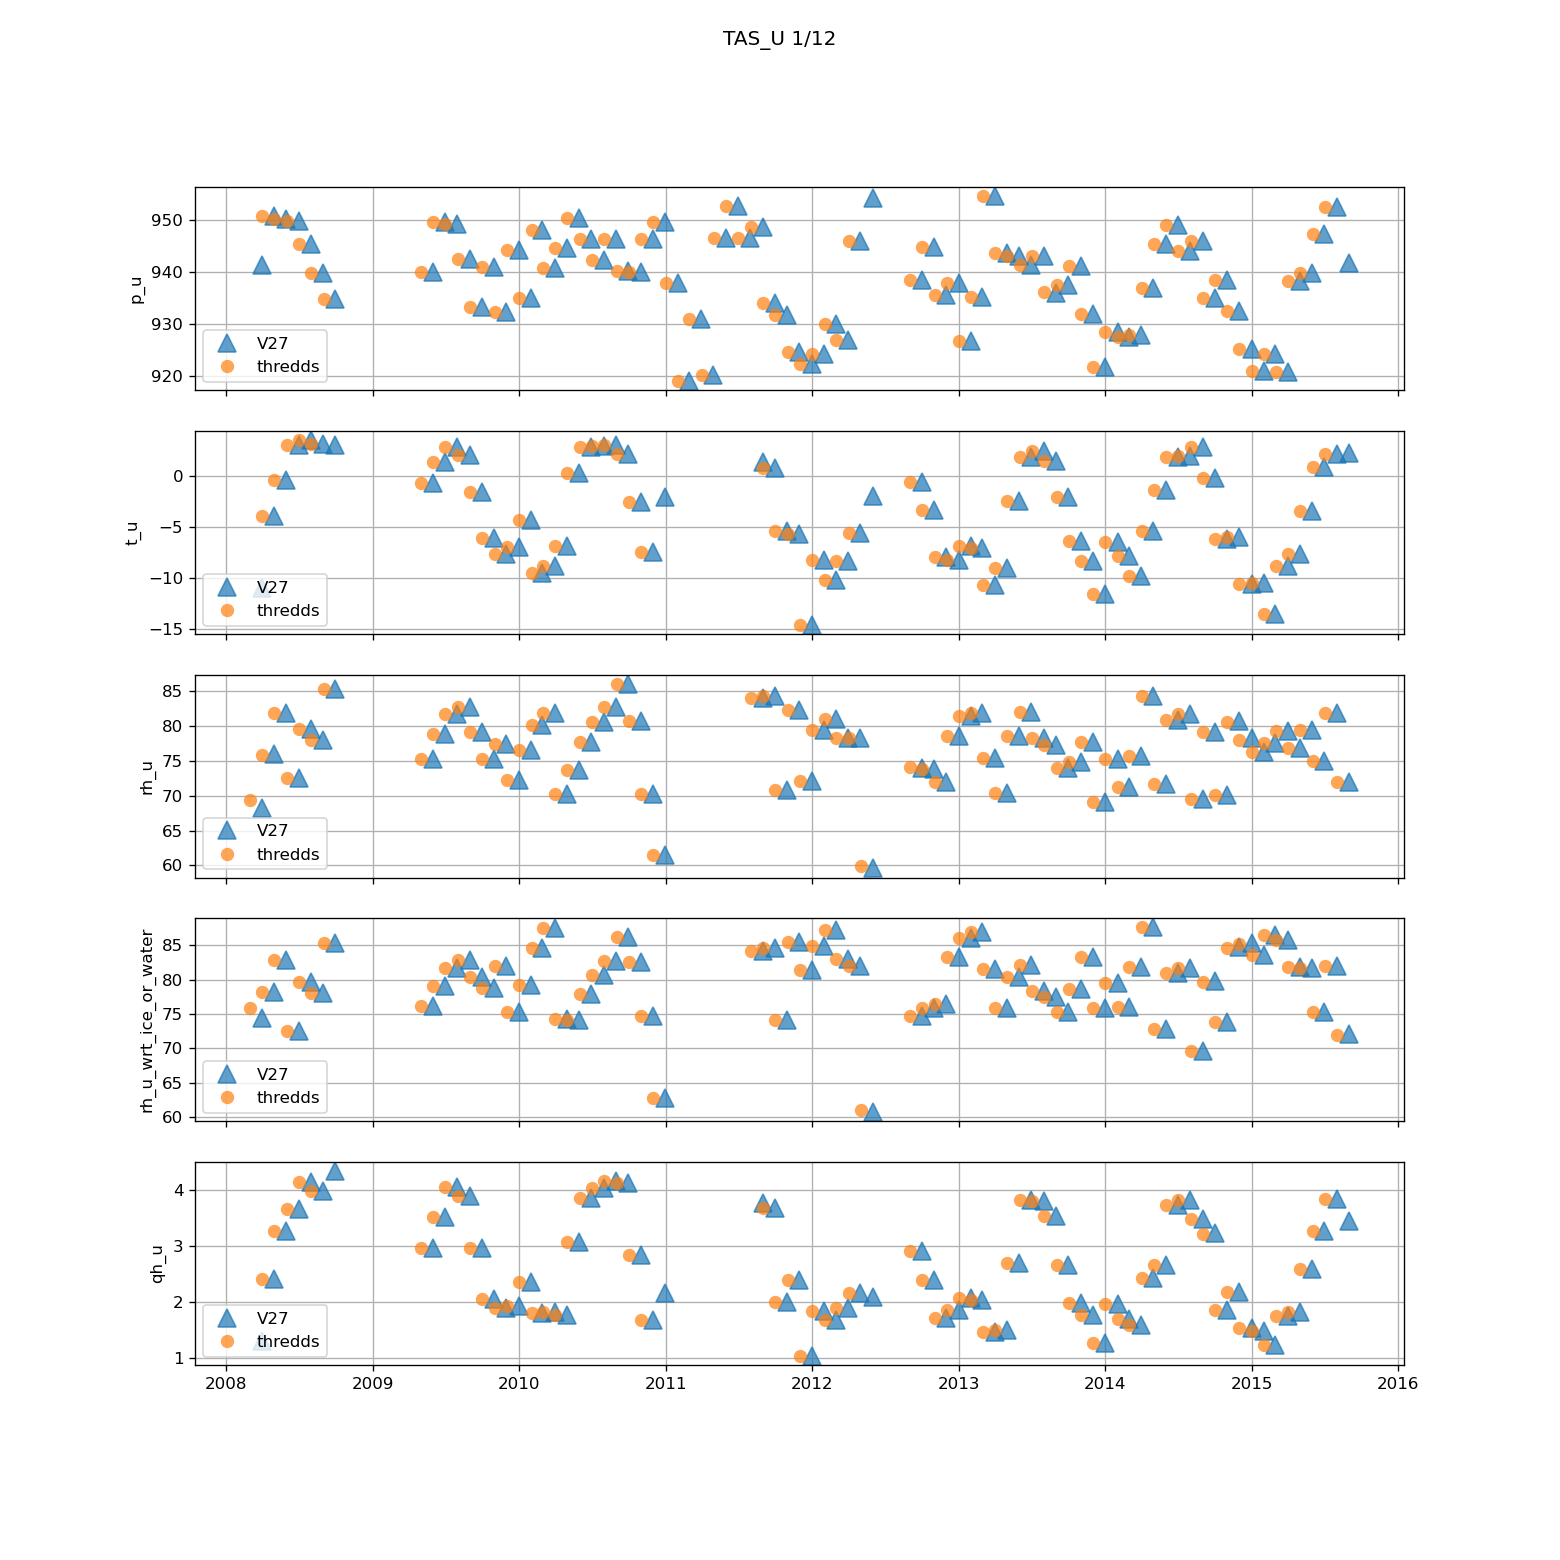 TAS_U 1/12
p_u
950
940
930
920
V27
thredds
t_u
0
−5
−10
−15
V27
thredds
rh_u
85
80
75
70
65
60
V27
thredds
rh_u_wrt_ice_or_water
85
80
75
70
65
60
V27
thredds
qh_u
4
3
2
1
V27
thredds
2008 2009 2010 2011 2012 2013 2014 2015 2016